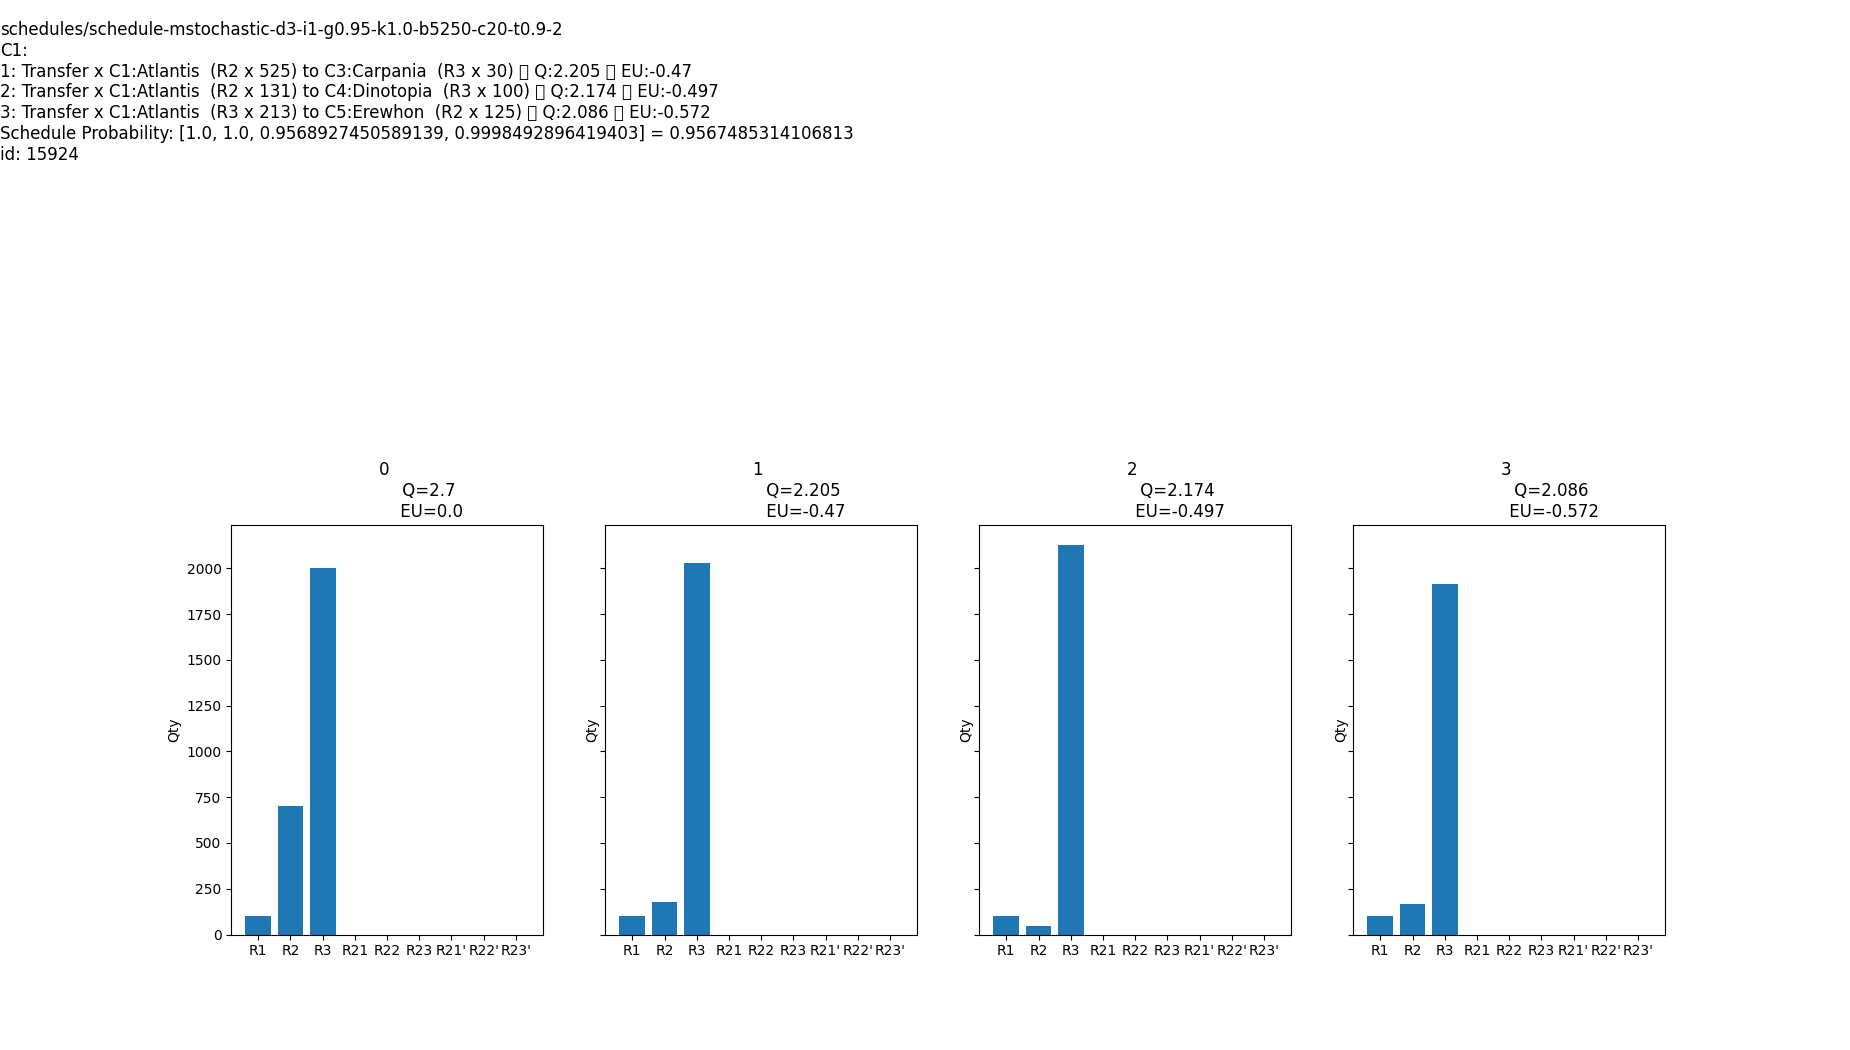 schedules/schedule-mstochastic-d3-i1-g0.95-k1.0-b5250-c20-t0.9-2
C1:
1: Transfer x C1:Atlantis (R2 x 525) to C3:Carpania (R3 x 30) ▯ Q:2.205 ▯ EU:-0.47
2: Transfer x C1:Atlantis (R2 x 131) to C4:Dinotopia (R3 x 100) ▯ Q:2.174 ▯ EU:-0.497
3: Transfer x C1:Atlantis (R3 x 213) to C5:Erewhon (R2 x 125) ▯ Q:2.086 ▯ EU:-0.572
Schedule Probability: [1.0, 1.0, 0.9568927450589139, 0.9998492896419403] = 0.9567485314106813
id: 15924
0
Q=2.7
EU=0.0
2000
1750
1500
1250
1000
750
500
250
0
Qty
R1 R2 R3 R21 R22 R23 R21' R22' R23'
1
Q=2.205
EU=-0.47
Qty
R1 R2 R3 R21 R22 R23 R21' R22' R23'
2
Q=2.174
EU=-0.497
Qty
R1 R2 R3 R21 R22 R23 R21' R22' R23'
3
Q=2.086
EU=-0.572
Qty
R1 R2 R3 R21 R22 R23 R21' R22' R23'